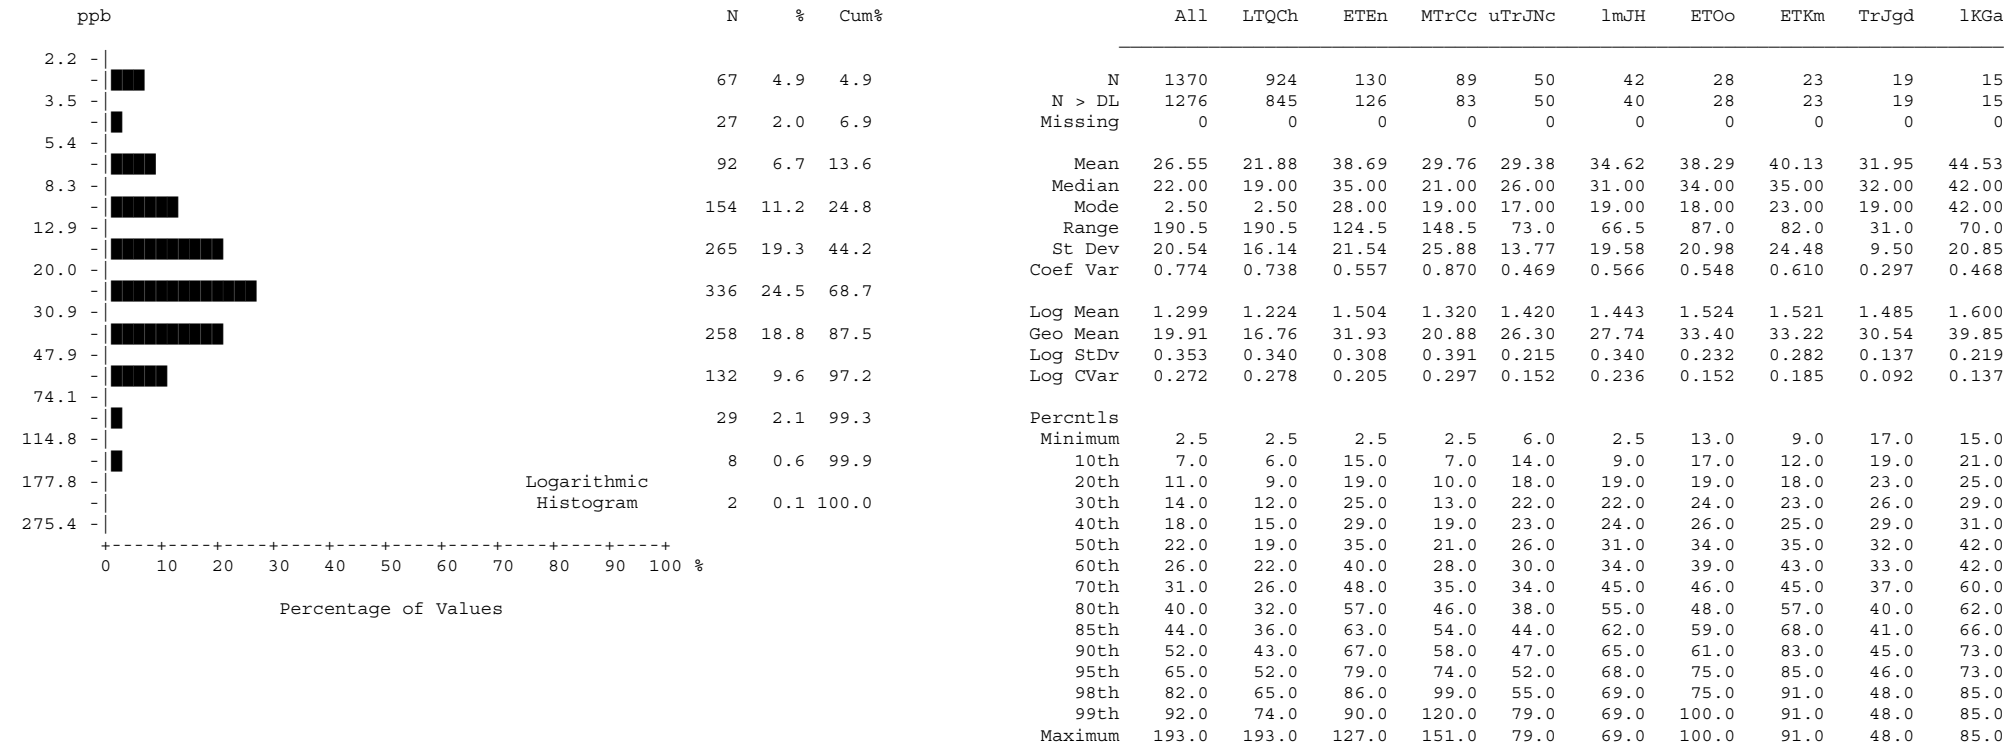 ppb N % Cum% All LTQCh ETEn MTrCc uTrJNc lmJH ETOo ETKm TrJgd lKGa
2.2 -|
-| 67 4.9 4.9 N 1370 924 130 89 50 42 28 23 19 15
3.5 -| N > DL 1276 845 126 83 50 40 28 23 19 15
-| 27 2.0 6.9 Missing 0 0 0 0 0 0 0 0 0 0
5.4 -|
-| 92 6.7 13.6 Mean 26.55 21.88 38.69 29.76 29.38 34.62 38.29 40.13 31.95 44.53
8.3 -| Median 22.00 19.00 35.00 21.00 26.00 31.00 34.00 35.00 32.00 42.00
-| 154 11.2 24.8 Mode 2.50 2.50 28.00 19.00 17.00 19.00 18.00 23.00 19.00 42.00
12.9 -| Range 190.5 190.5 124.5 148.5 73.0 66.5 87.0 82.0 31.0 70.0
-| 265 19.3 44.2 St Dev 20.54 16.14 21.54 25.88 13.77 19.58 20.98 24.48 9.50 20.85
20.0 -| Coef Var 0.774 0.738 0.557 0.870 0.469 0.566 0.548 0.610 0.297 0.468
-| 336 24.5 68.7
30.9 -| Log Mean 1.299 1.224 1.504 1.320 1.420 1.443 1.524 1.521 1.485 1.600
-| 258 18.8 87.5 Geo Mean 19.91 16.76 31.93 20.88 26.30 27.74 33.40 33.22 30.54 39.85
47.9 -| Log StDv 0.353 0.340 0.308 0.391 0.215 0.340 0.232 0.282 0.137 0.219
-| 132 9.6 97.2 Log CVar 0.272 0.278 0.205 0.297 0.152 0.236 0.152 0.185 0.092 0.137
74.1 -|
-| 29 2.1 99.3 Percntls
114.8 -| Minimum 2.5 2.5 2.5 2.5 6.0 2.5 13.0 9.0 17.0 15.0
-| 8 0.6 99.9 10th 7.0 6.0 15.0 7.0 14.0 9.0 17.0 12.0 19.0 21.0
177.8 -| Logarithmic 20th 11.0 9.0 19.0 10.0 18.0 19.0 19.0 18.0 23.0 25.0
-| Histogram 2 0.1 100.0 30th 14.0 12.0 25.0 13.0 22.0 22.0 24.0 23.0 26.0 29.0
275.4 -| 40th 18.0 15.0 29.0 19.0 23.0 24.0 26.0 25.0 29.0 31.0
+----+----+----+----+----+----+----+----+----+----+ 50th 22.0 19.0 35.0 21.0 26.0 31.0 34.0 35.0 32.0 42.0
0 10 20 30 40 50 60 70 80 90 100 % 60th 26.0 22.0 40.0 28.0 30.0 34.0 39.0 43.0 33.0 42.0
70th 31.0 26.0 48.0 35.0 34.0 45.0 46.0 45.0 37.0 60.0
Percentage of Values 80th 40.0 32.0 57.0 46.0 38.0 55.0 48.0 57.0 40.0 62.0
85th 44.0 36.0 63.0 54.0 44.0 62.0 59.0 68.0 41.0 66.0
90th 52.0 43.0 67.0 58.0 47.0 65.0 61.0 83.0 45.0 73.0
95th 65.0 52.0 79.0 74.0 52.0 68.0 75.0 85.0 46.0 73.0
98th 82.0 65.0 86.0 99.0 55.0 69.0 75.0 91.0 48.0 85.0
99th 92.0 74.0 90.0 120.0 79.0 69.0 100.0 91.0 48.0 85.0
Maximum 193.0 193.0 127.0 151.0 79.0 69.0 100.0 91.0 48.0 85.0